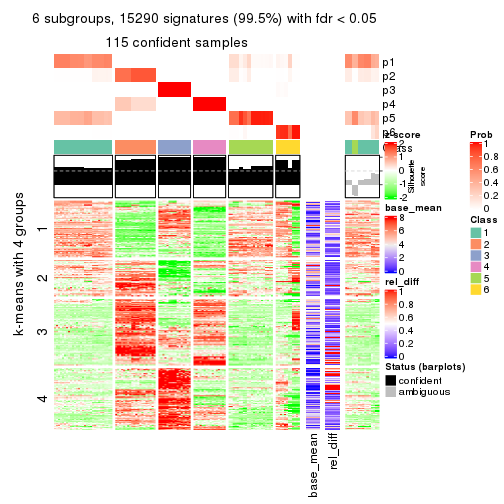 6 subgroups, 15290 signatures (99.5%) with fdr < 0.05
115 confident samples
p1
p2
p3
p4
p5
p6
Class
Silhouette
score
k-means with 4 groups
1
2
3
4
base_mean
rel_diff
z-score
2
1
0
-1
-2
base_mean
8
6
4
2
0
rel_diff
1
0.8
0.6
0.4
0.2
0
Status (barplots)
confident
ambiguous
Prob
1
0.8
0.6
0.4
0.2
0
Class
1
2
3
4
5
6